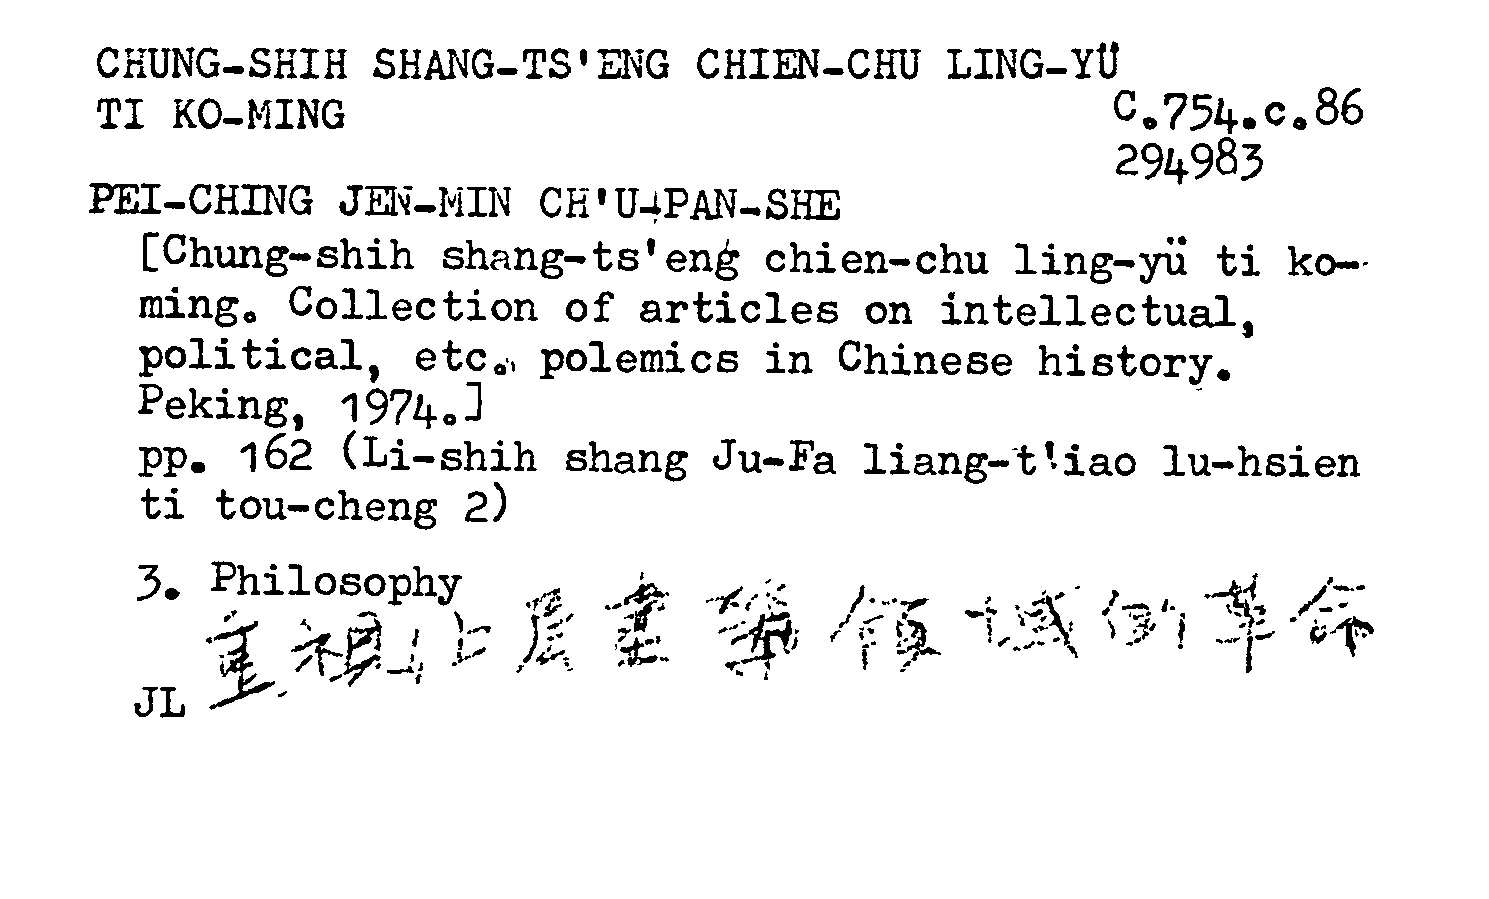 CHUNG-SHIH SHANG-TS'ENG CHIEN-CHU LING-YÜ
TI KO-MING
C.754.c.86
294983
PEI-CHING JEN-MIN CH'U-PAN-SHE
[Chung-shih shang-ts'eng chien-chu ling-yü ti ko-
ming. Collection of articles on intellectual,
political, etc., polemics in Chinese history.
Peking, 1974.]
pp. 162 (Li-shih shang Ju-Fa liang-t'iao lu-hsien
ti tou-cheng 2)
3. Philosophy
重視上層建築領域的革命
JL